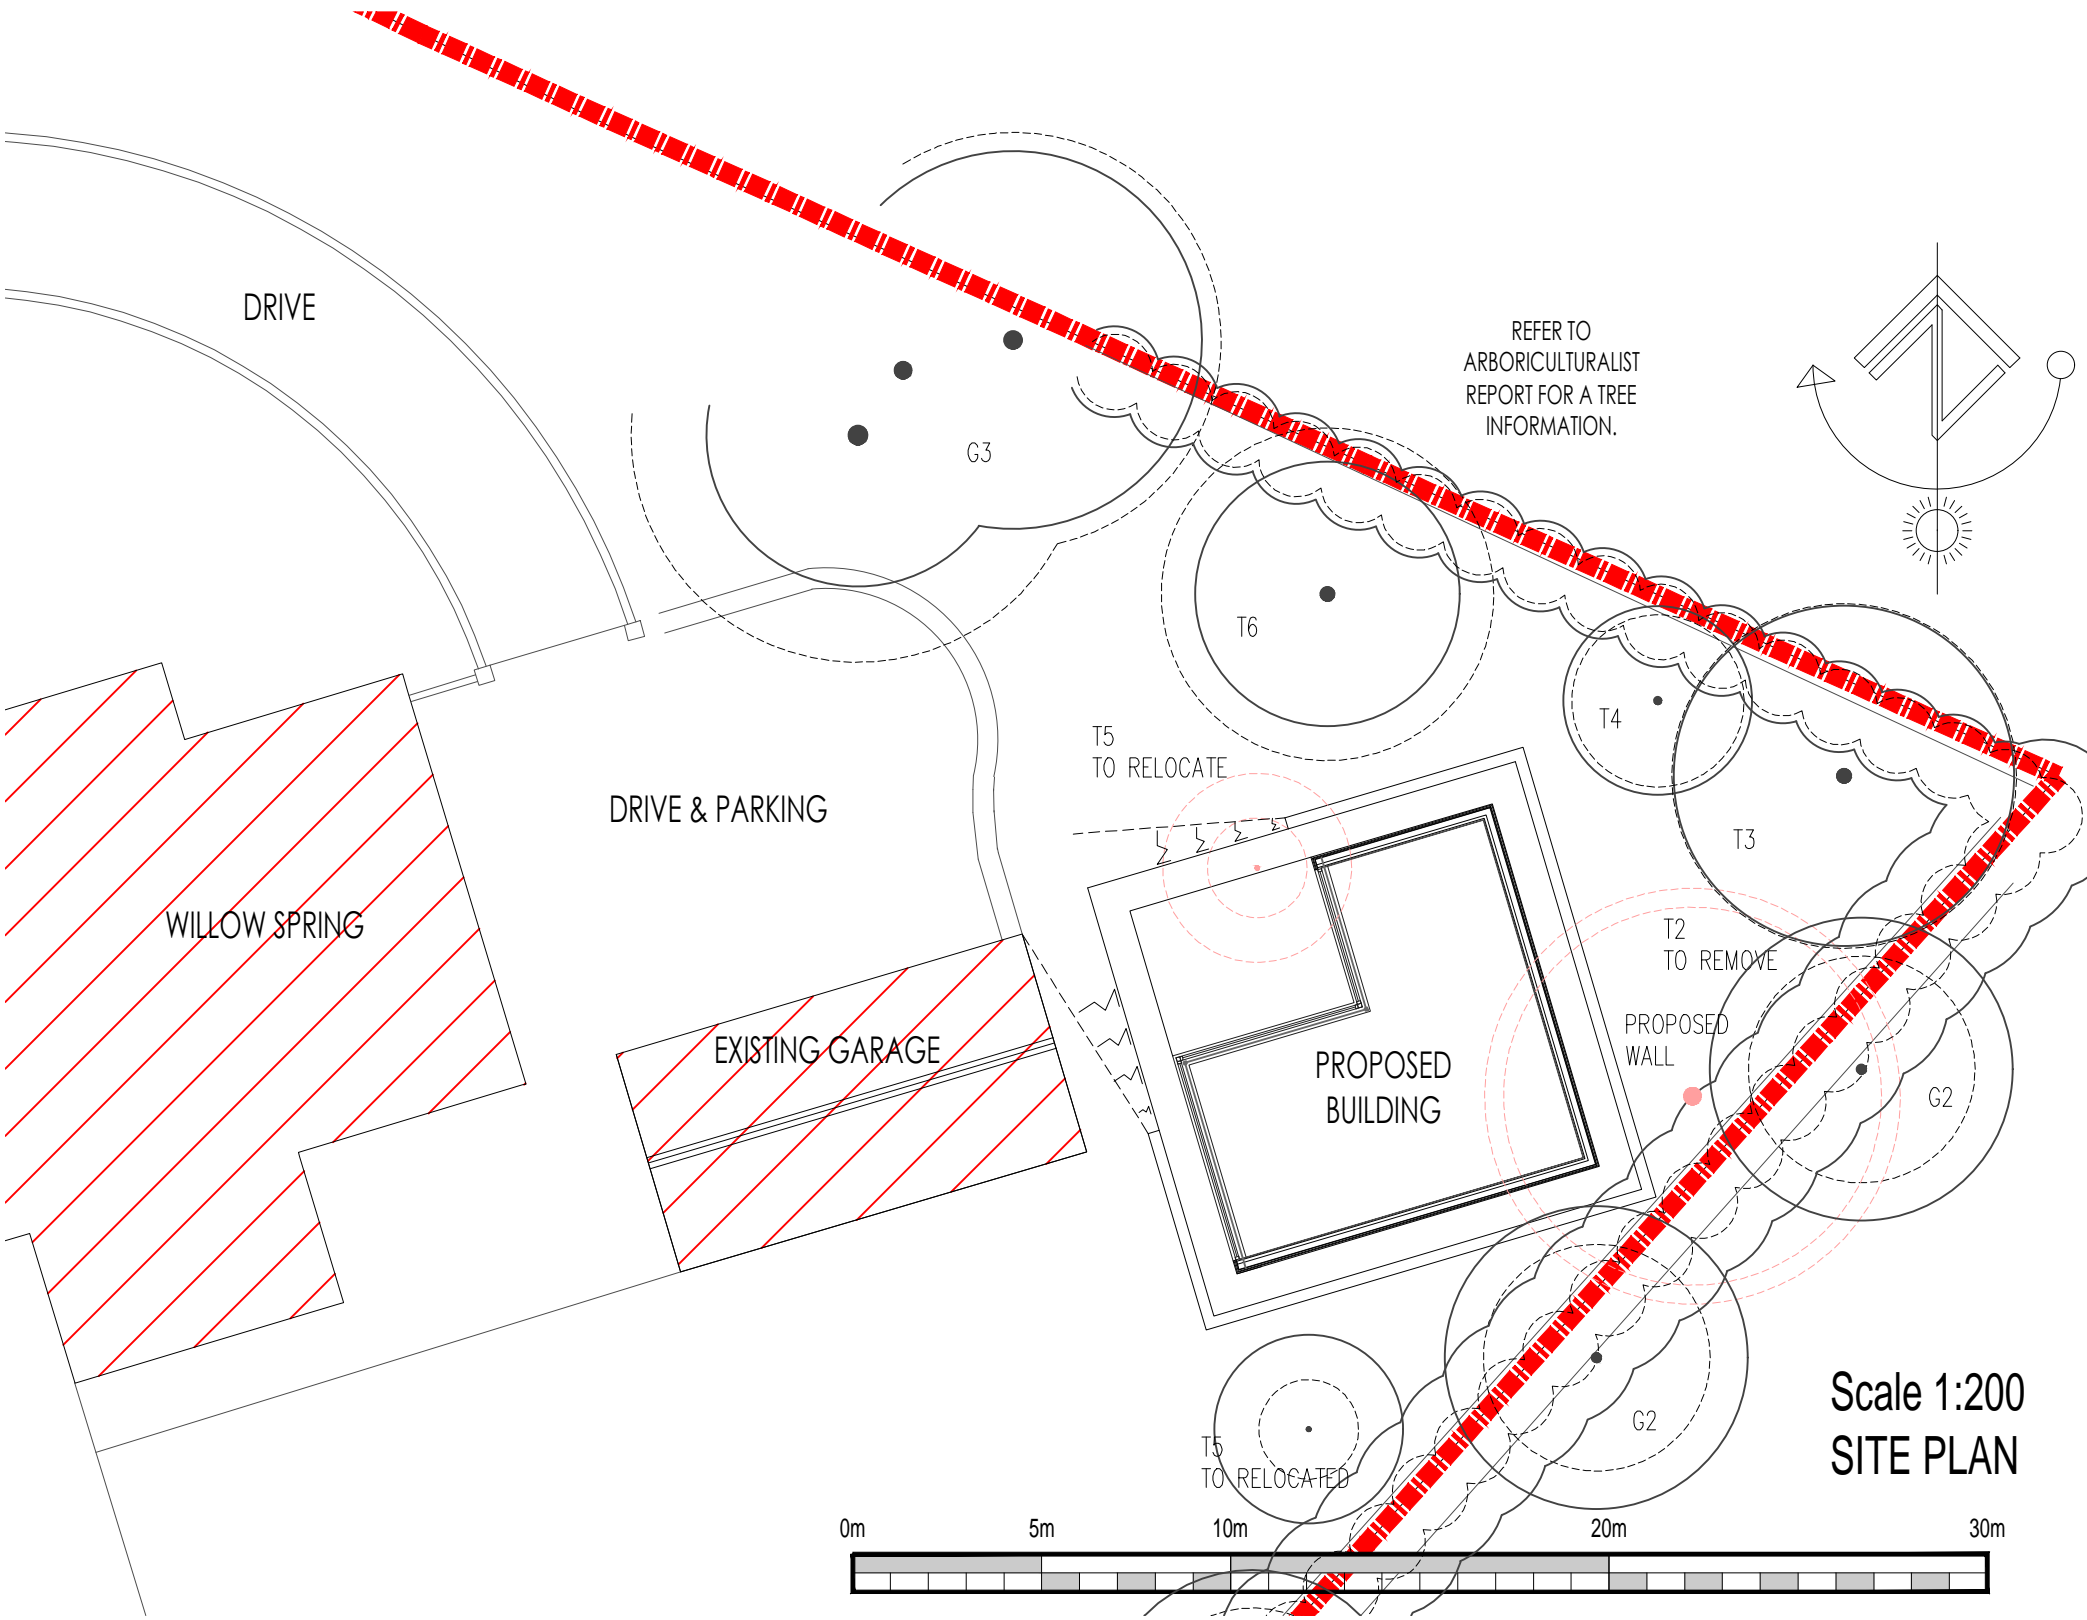 DRIVE
REFER TO
ARBORICULTURALIST
REPORT FOR A TREE
INFORMATION.
G3
T6
T4
T5
TO RELOCATE
DRIVE & PARKING
T3
WILLOW SPRING
T2
TO REMOVE
EXISTING GARAGE
PROPOSED
WALL
PROPOSED
BUILDING
G2
G2
Scale 1:200
SITE PLAN
T5
TO RELOCATED
0m 5m 10m 20m 30m